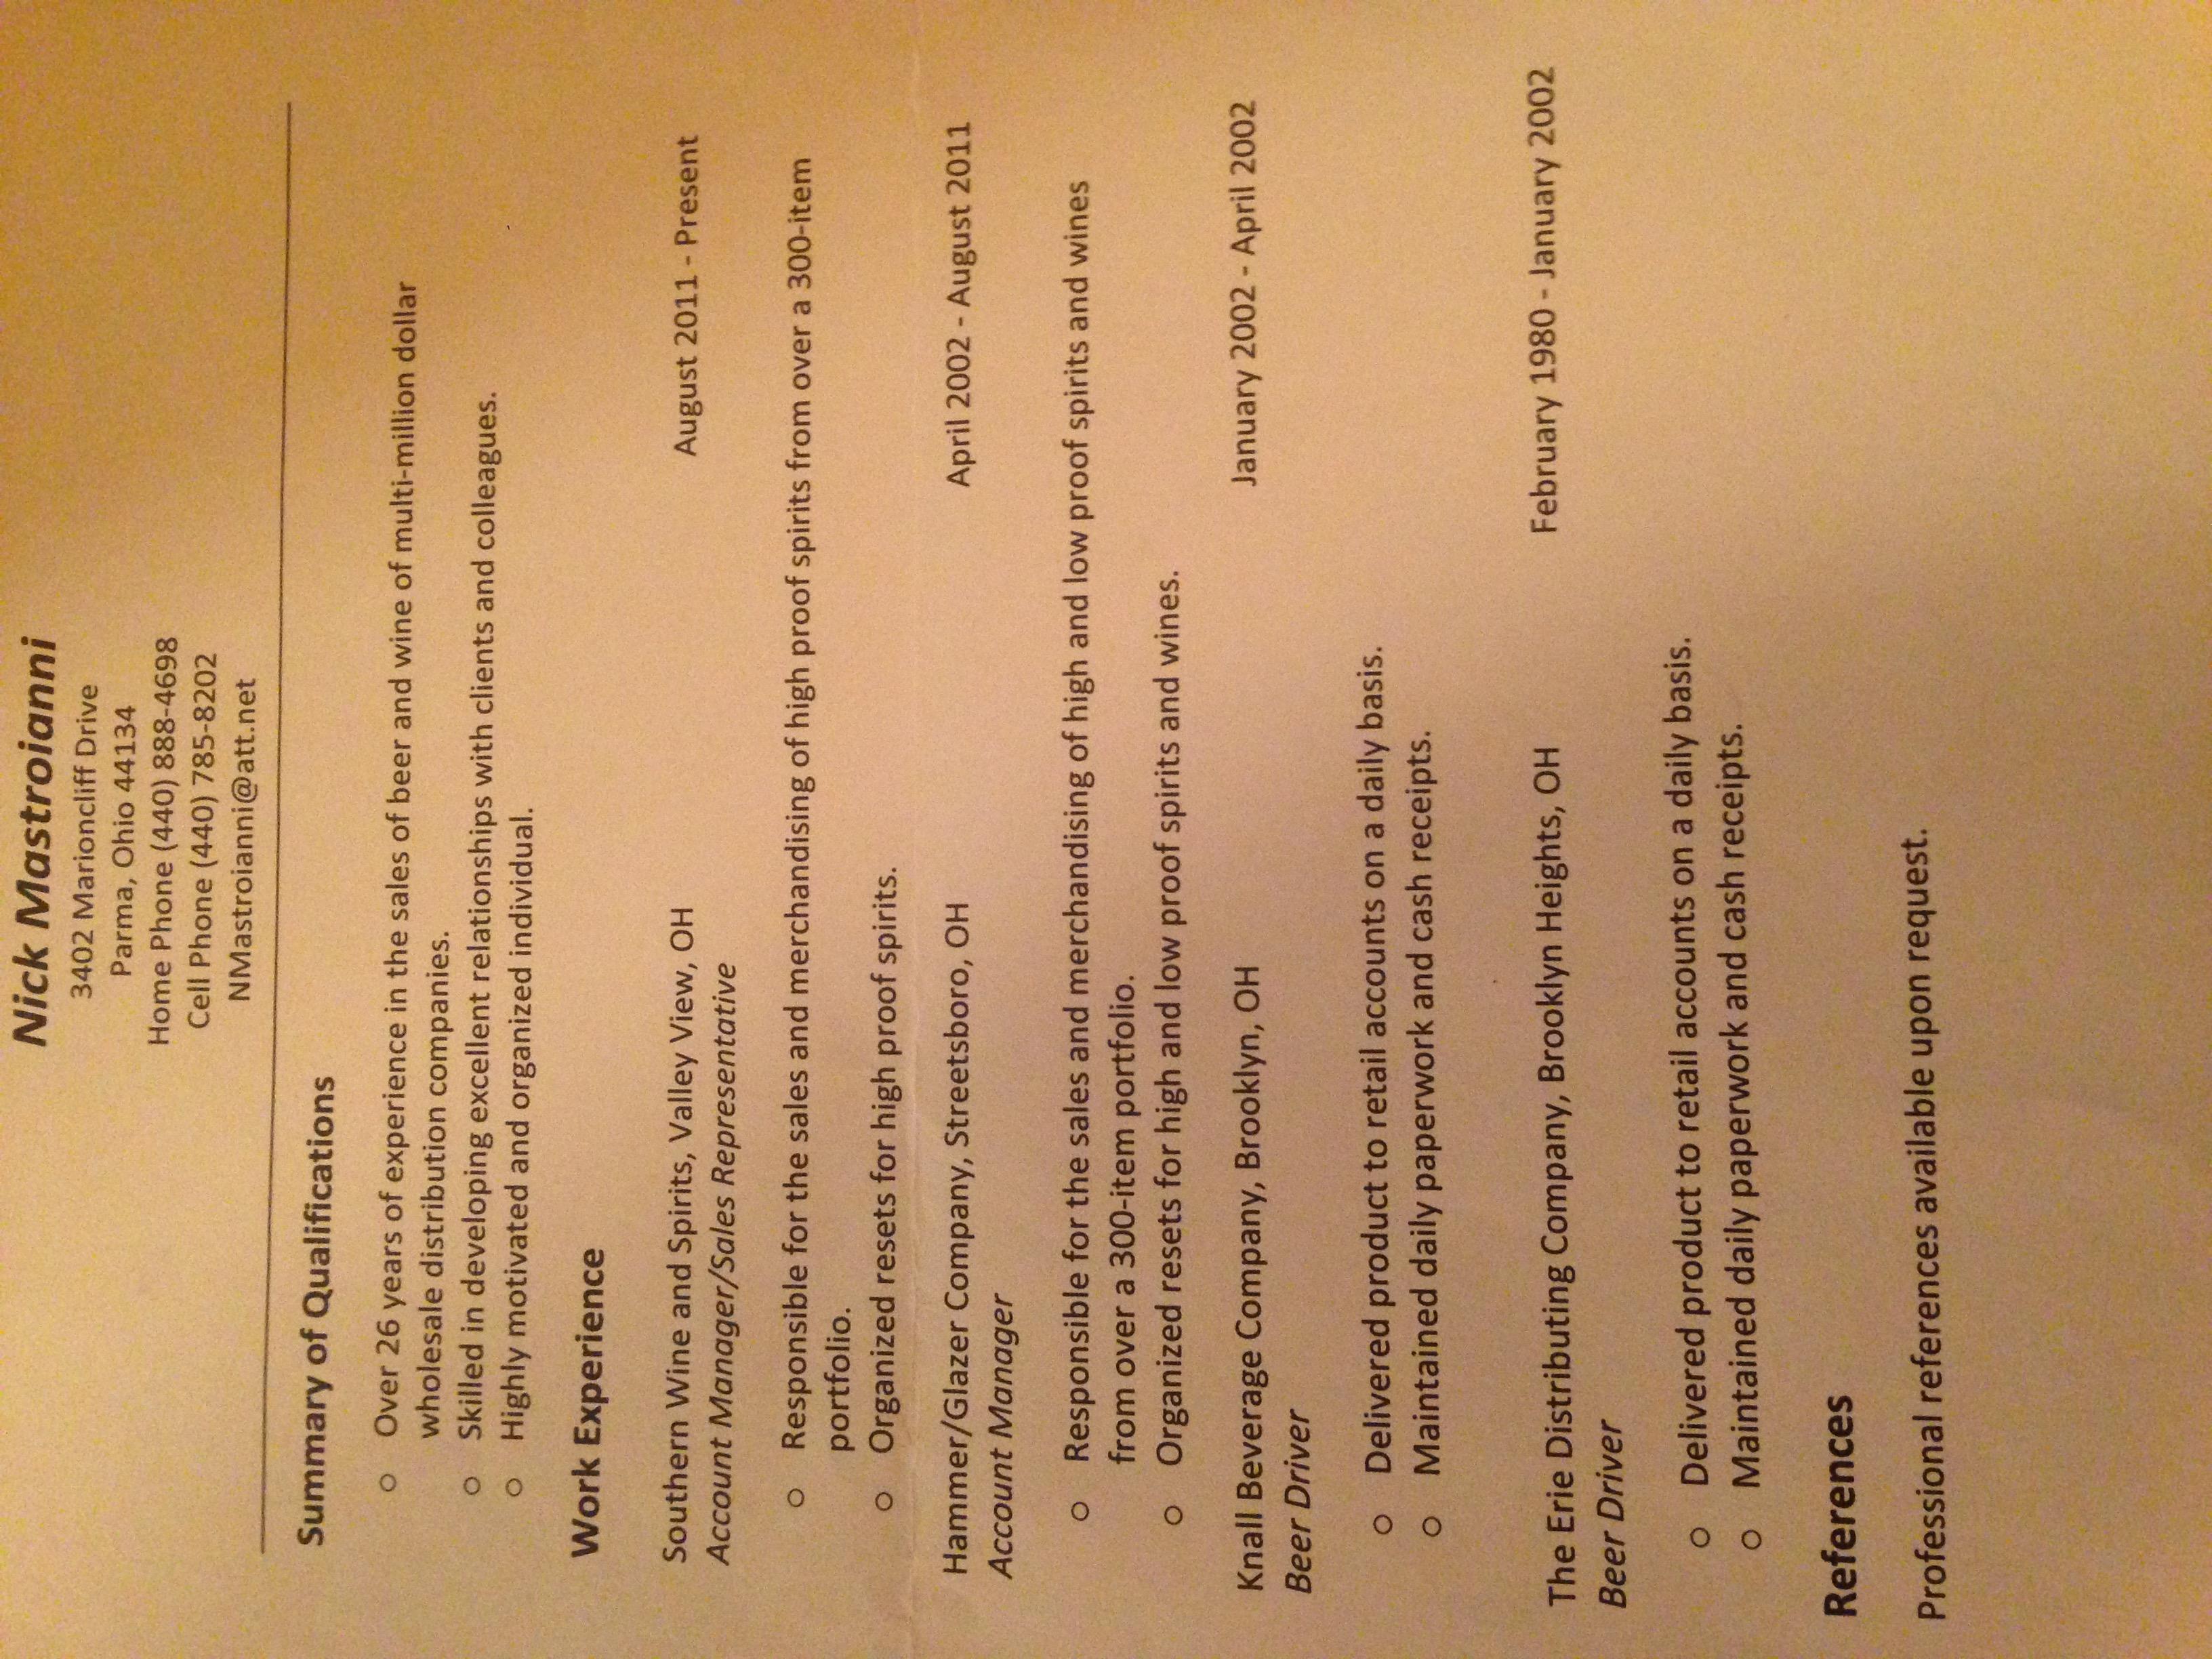 Nick Mastroianni
3402 Marioncliff Drive
Parma, Ohio 44134
Home Phone (440) 888-4698
Cell Phone (440) 785-8202
NMastroianni@att.net
Summary of Qualifications
○ Over 26 years of experience in the sales of beer and wine of multi-million dollar
wholesale distribution companies.
○ Skilled in developing excellent relationships with clients and colleagues.
○ Highly motivated and organized individual.
Work Experience
Southern Wine and Spirits, Valley View, OH August 2011 - Present
Account Manager/Sales Representative
○ Responsible for the sales and merchandising of high proof spirits from over a 300-item
portfolio.
○ Organized resets for high proof spirits.
Hammer/Glazer Company, Streetsboro, OH April 2002 - August 2011
Account Manager
○ Responsible for the sales and merchandising of high and low proof spirits and wines
from over a 300-item portfolio.
○ Organized resets for high and low proof spirits and wines.
Knall Beverage Company, Brooklyn, OH January 2002 - April 2002
Beer Driver
○ Delivered product to retail accounts on a daily basis.
○ Maintained daily paperwork and cash receipts.
The Erie Distributing Company, Brooklyn Heights, OH February 1980 - January 2002
Beer Driver
○ Delivered product to retail accounts on a daily basis.
○ Maintained daily paperwork and cash receipts.
References
Professional references available upon request.